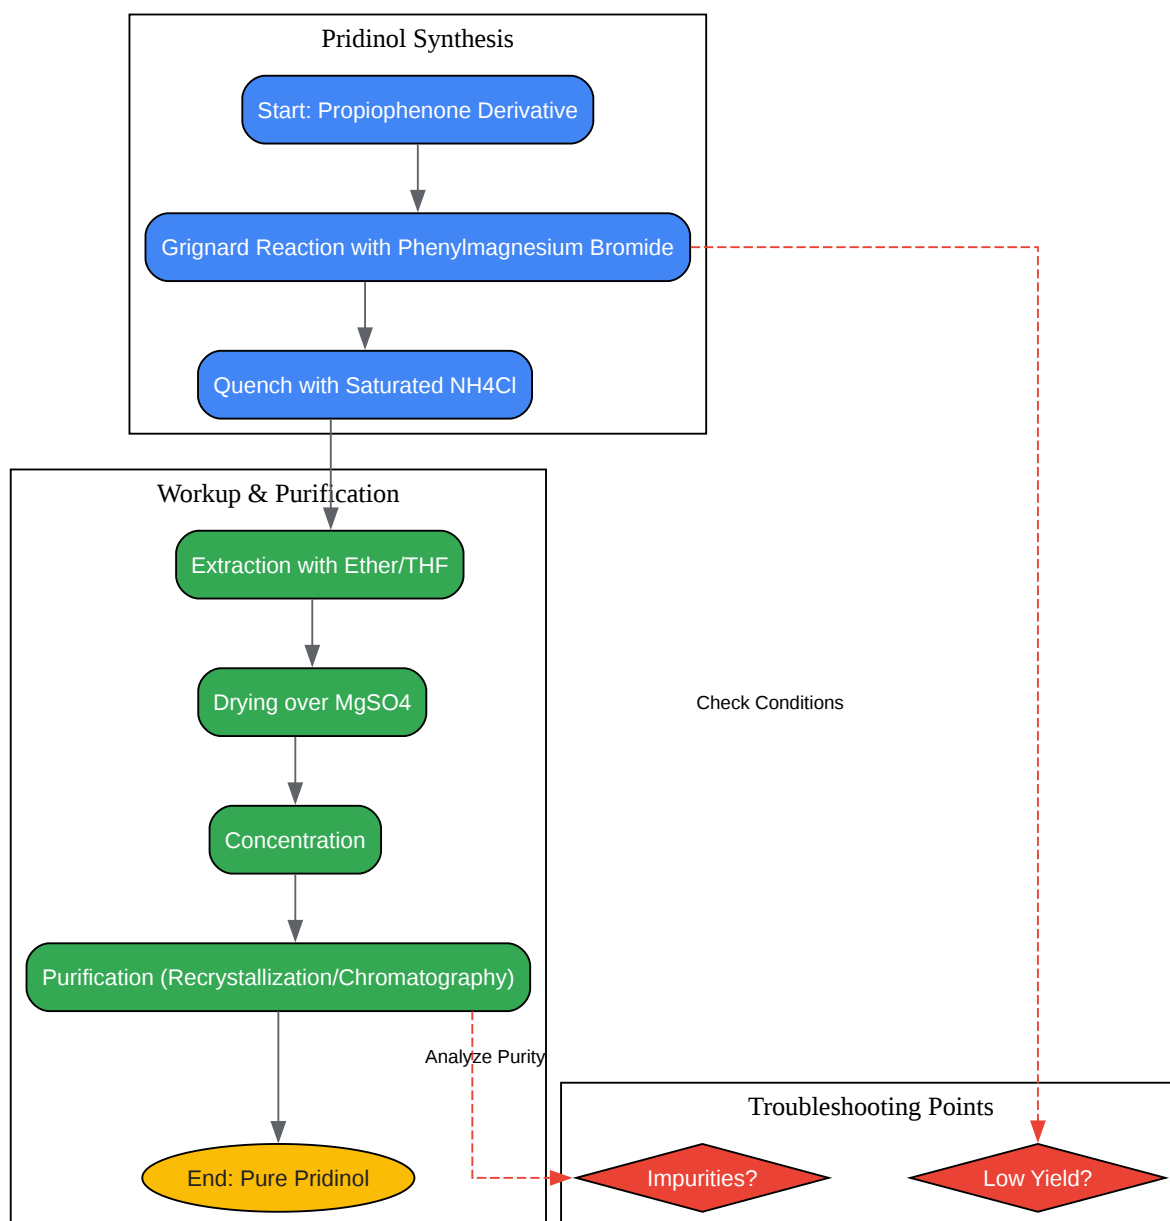 Pridinol Synthesis
Start: Propiophenone Derivative
Grignard Reaction with Phenylmagnesium Bromide
Quench with Saturated NH4Cl
Workup & Purification
Extraction with Ether/THF
Drying over MgSO4
Check Conditions
Concentration
Purification (Recrystallization/Chromatography)
Analyze Purity
Troubleshooting Points
End: Pure Pridinol
Impurities?
Low Yield?